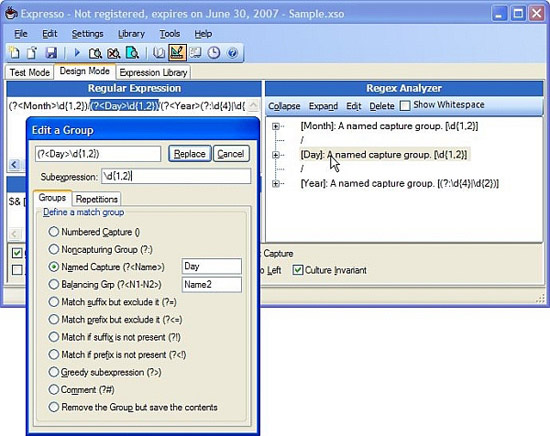 Expresso - Not registered, expires on June 30, 2007 - Sample.xso
File Edit Settings Library Tools Help
Test Mode Design Mode Expression Library
Regular Expression
(?<Month>\d{1,2})/(?<Day>\d{1,2})/(?<Year>(?:\d{4}|\d{
Regex Analyzer
Collapse Expand Edit Delete Show Whitespace
[Month]: A named capture group. [\d{1,2}]
/
[Day]: A named capture group. [\d{1,2}]
/
[Year]: A named capture group. [(?:\d{4}|\d{2})]
$& [
Capture
Left Culture Invariant
Edit a Group
(?<Day>\d{1,2})
Replace Cancel
Subexpression: \d{1,2}
Groups Repetitions
Define a match group
Numbered Capture ()
Noncapturing Group (?:)
Named Capture (?<Name>) Day
Balancing Grp (?<N1-N2>) Name2
Match suffix but exclude it (?=)
Match prefix but exclude it (?<=)
Match if suffix is not present (?!)
Match if prefix is not present (?<!)
Greedy subexpression (?>)
Comment (?#)
Remove the Group but save the contents